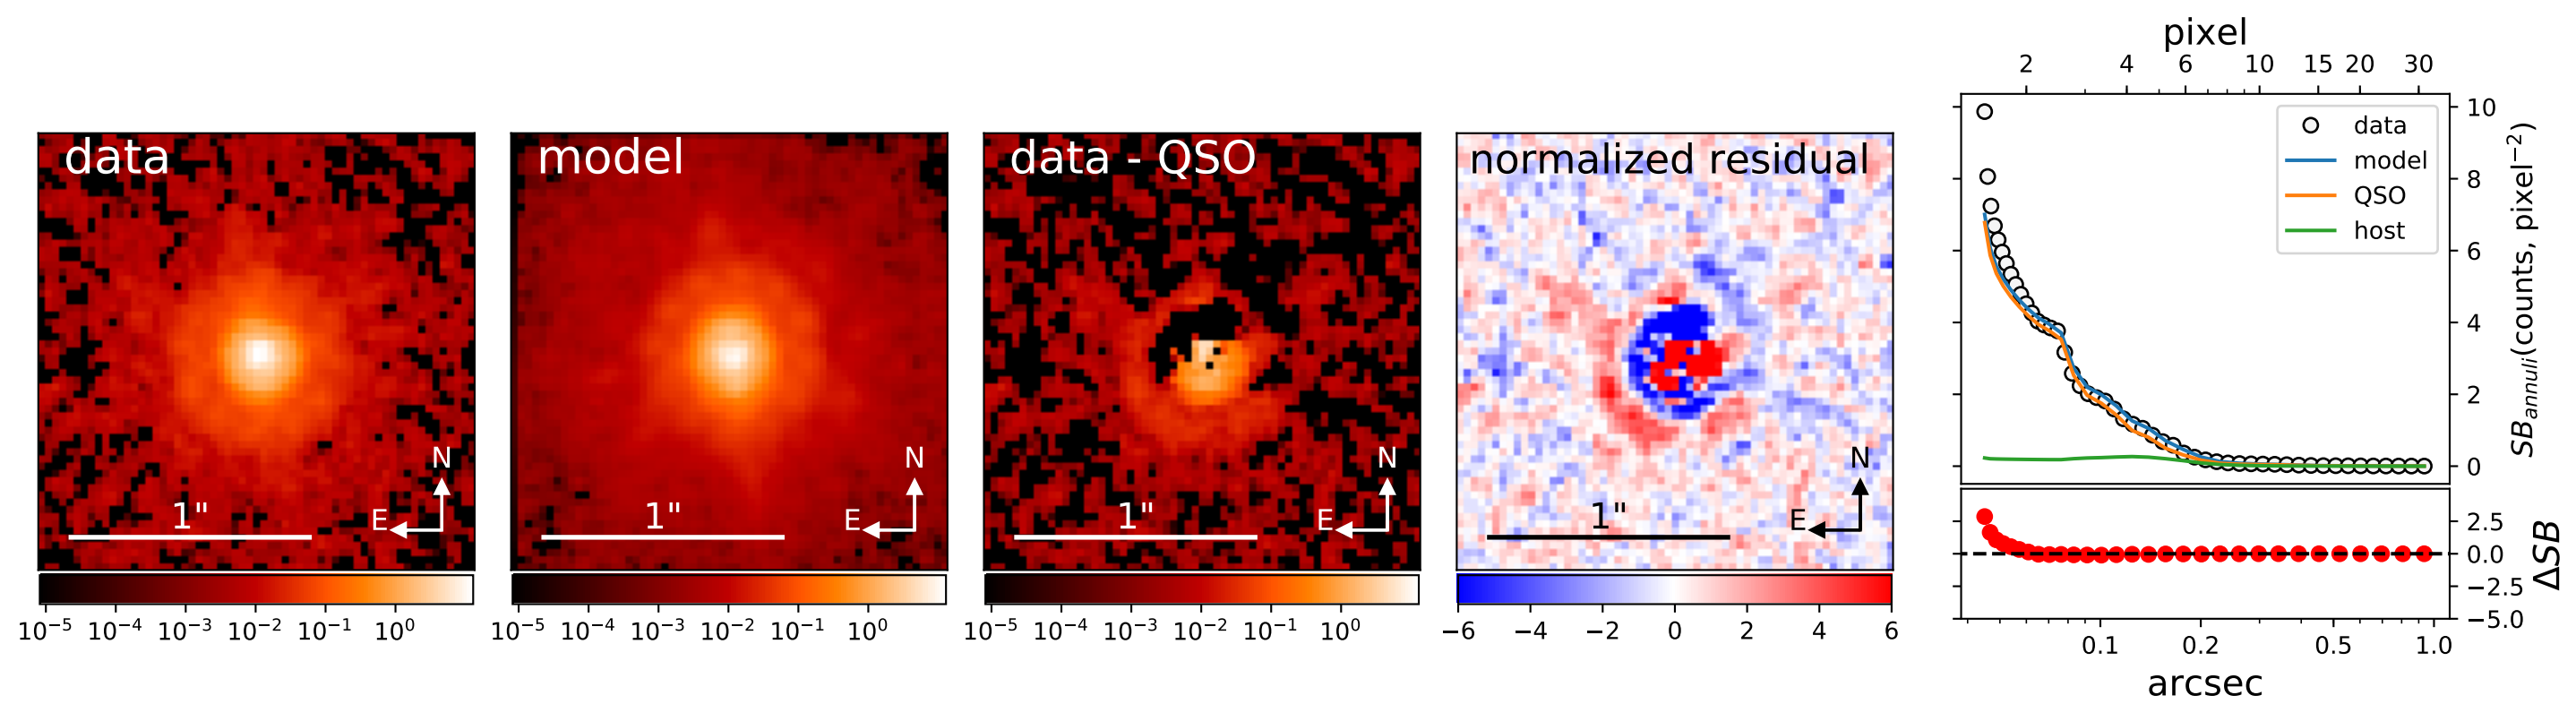 data
N
E
1"
10⁻⁵ 10⁻⁴ 10⁻³ 10⁻² 10⁻¹ 10⁰
model
N
E
1"
10⁻⁵ 10⁻⁴ 10⁻³ 10⁻² 10⁻¹ 10⁰
data - QSO
N
E
1"
10⁻⁵ 10⁻⁴ 10⁻³ 10⁻² 10⁻¹ 10⁰
normalized residual
N
E
1"
−6 −4 −2 0 2 4 6
pixel
2 4 6 10 15 20 30
data
model
QSO
host
10
8
6
4
2
0
SB_annuli(counts, pixel⁻²)
2.5
0.0
−2.5
−5.0
ΔSB
0.1 0.2 0.5 1.0
arcsec